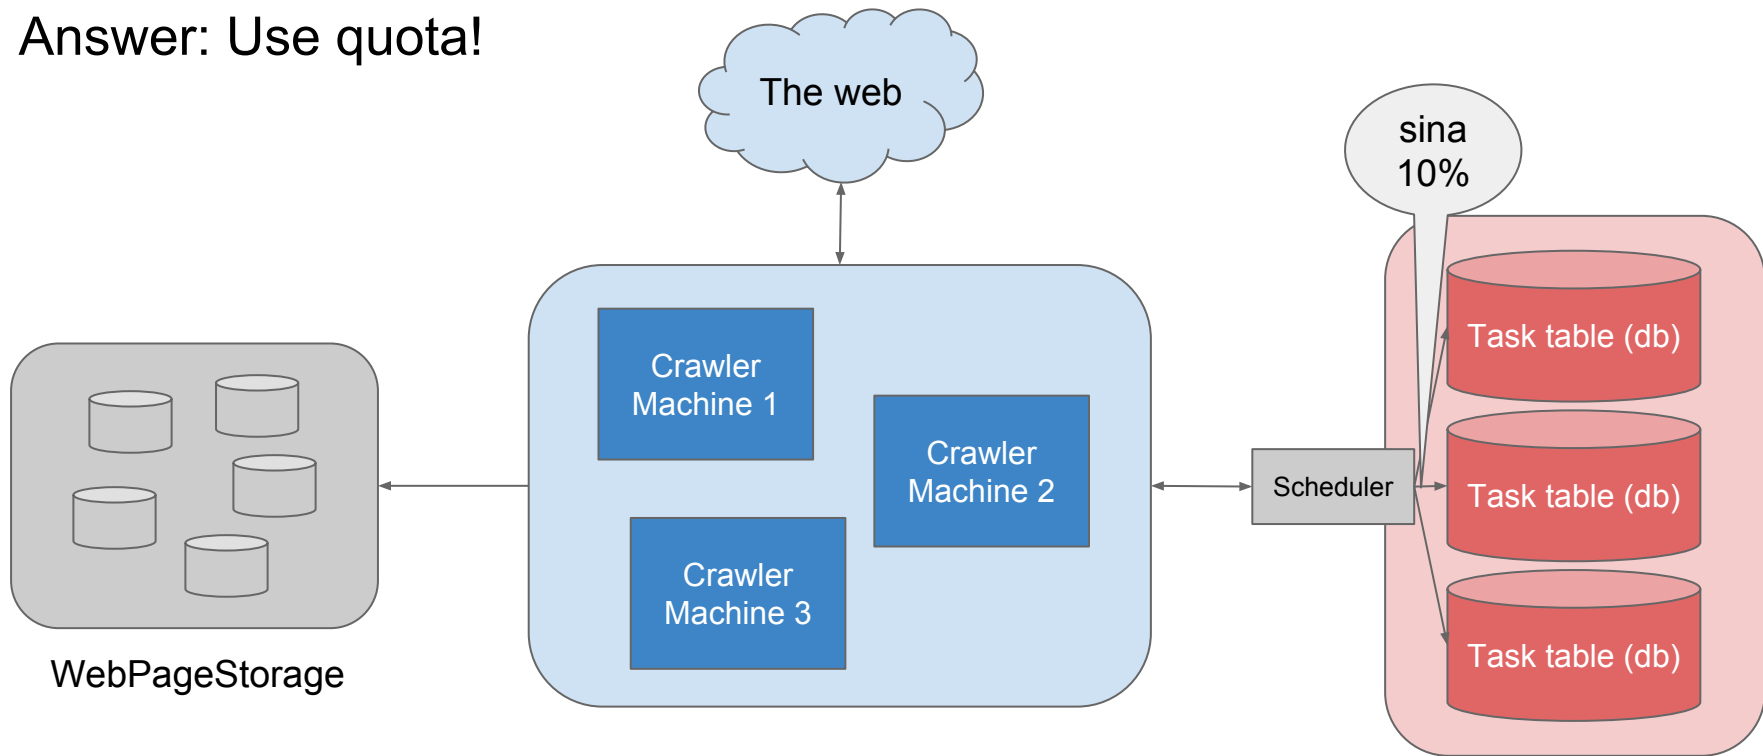 Answer: Use quota!
The web
sina
10%
Crawler
Machine 1
Crawler
Machine 2
Crawler
Machine 3
Scheduler
Task table (db)
Task table (db)
Task table (db)
WebPageStorage